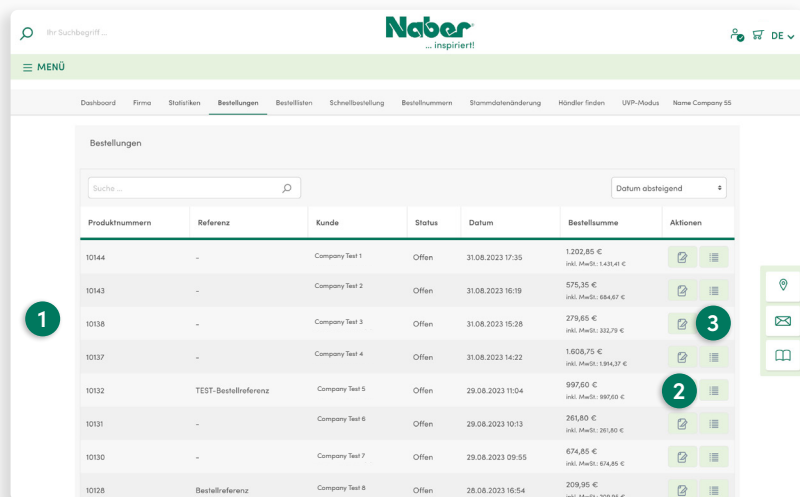 Ihr Suchbegriff ...
Naber
... inspiriert!
DE
MENÜ
Dashboard Firma Statistiken Bestellungen Bestelllisten Schnellbestellung Bestellnummern Stammdatenänderung Händler finden UVP-Modus Name Company 55
Bestellungen
Suche ...
Datum absteigend
Produktnummern Referenz Kunde Status Datum Bestellsumme Aktionen
10144 - Company Test 1 Offen 31.08.2023 17:35 1.202,85 €
inkl. MwSt.: 1.431,41 €
10143 - Company Test 2 Offen 31.08.2023 16:19 575,35 €
inkl. MwSt.: 684,67 €
1
10138 - Company Test 3 Offen 31.08.2023 15:28 279,65 € 3
inkl. MwSt.: 332,79 €
10137 - Company Test 4 Offen 31.08.2023 14:22 1.608,75 €
inkl. MwSt.: 1.914,37 €
10132 TEST-Bestellreferenz Company Test 5 Offen 29.08.2023 11:04 997,60 € 2
inkl. MwSt.: 997,60 €
10131 - Company Test 6 Offen 29.08.2023 10:13 261,80 €
inkl. MwSt.: 261,80 €
10130 - Company Test 7 Offen 29.08.2023 09:55 674,85 €
inkl. MwSt.: 674,85 €
10128 Bestellreferenz Company Test 8 Offen 28.08.2023 16:54 209,95 €
inkl. MwSt.: 209,95 €